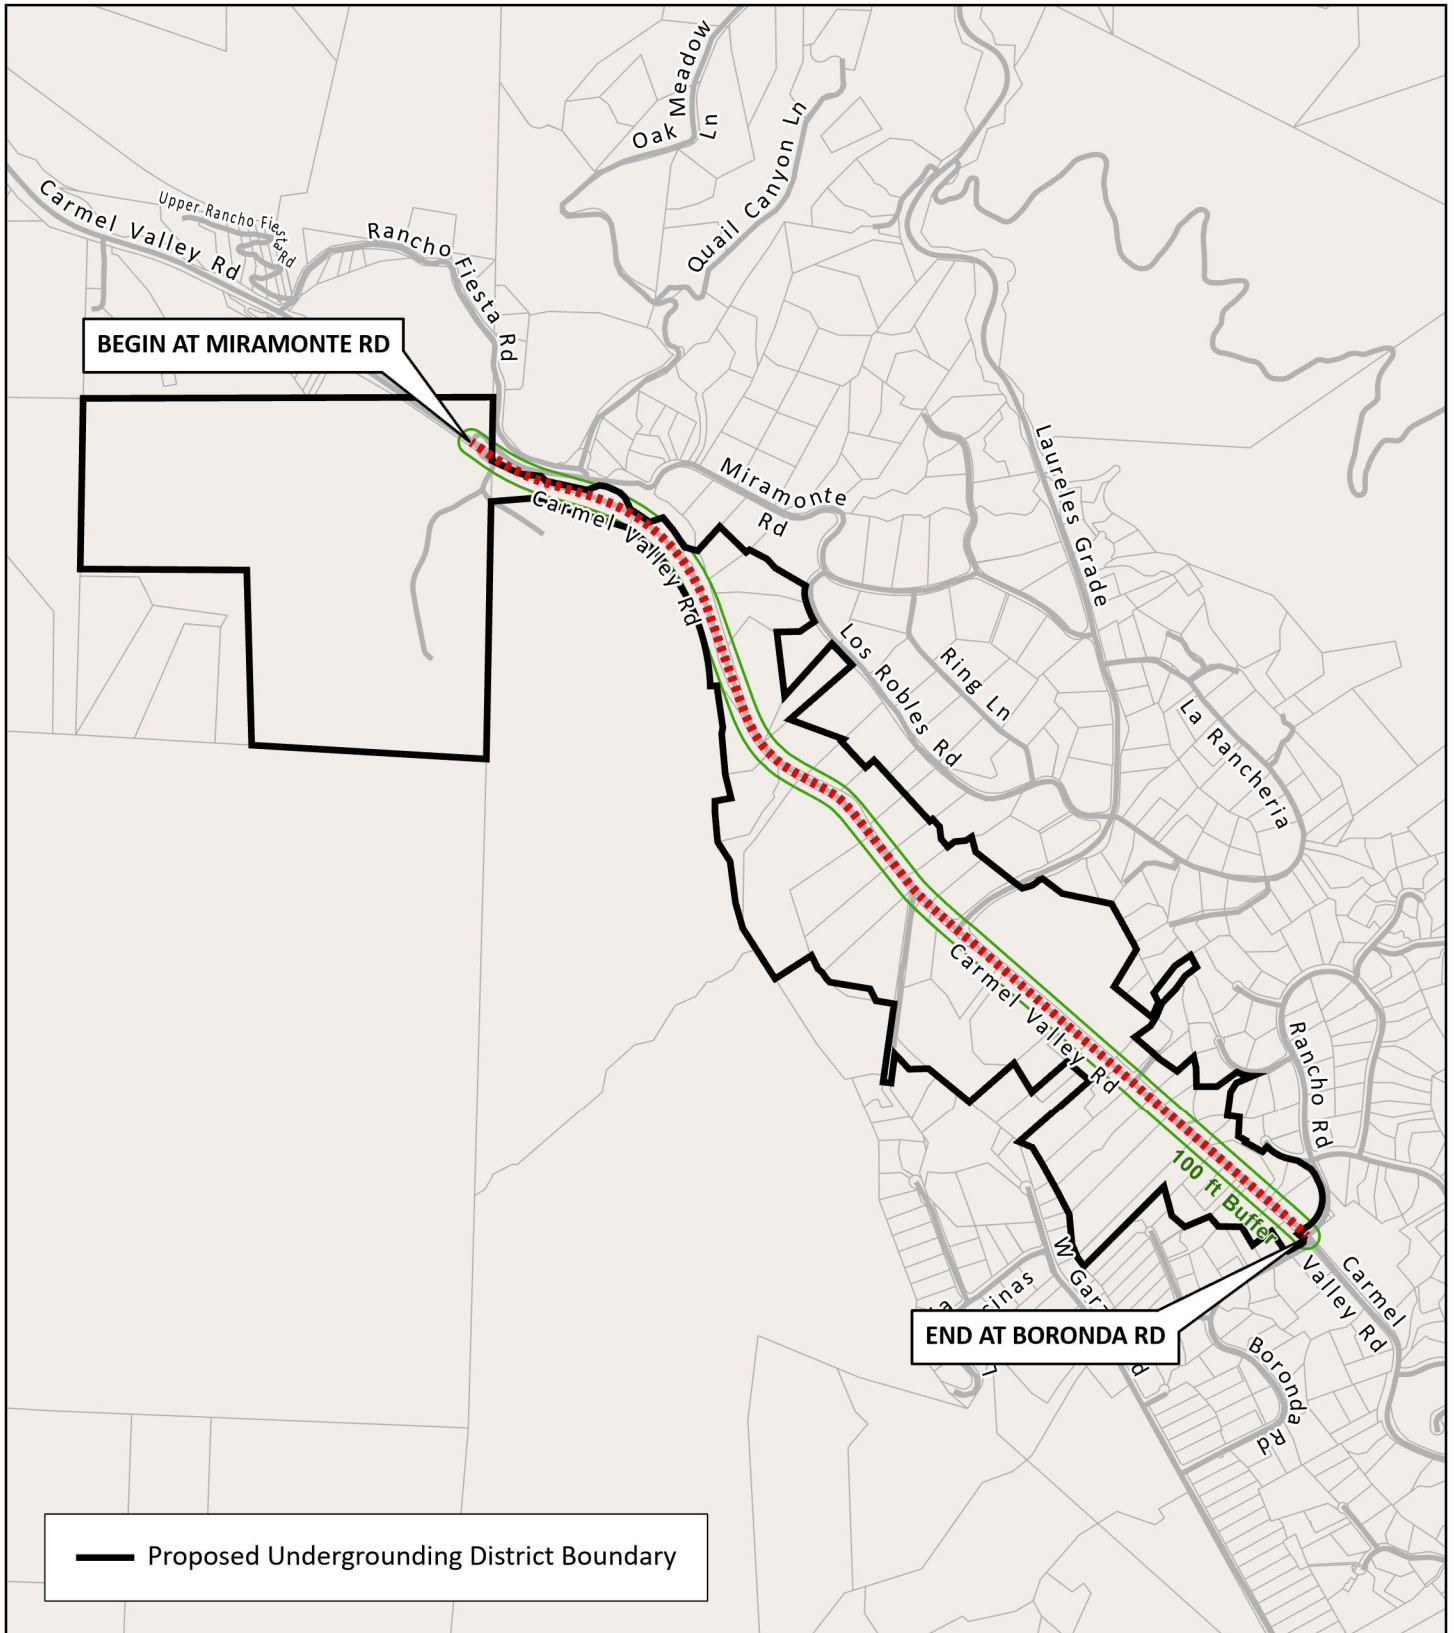 Oak Meadow Ln
Quail Canyon Ln
Carmel Valley Rd
Upper Rancho Fiesta Rd
Rancho Fiesta Rd
BEGIN AT MIRAMONTE RD
Miramonte Rd
Laureles Grade
Carmel Valley Rd
Los Robles Rd
Ring Ln
La Rancheria
Carmel Valley Rd
Rancho Rd
100 ft Buffer
W Gar
Carmel Valley Rd
END AT BORONDA RD
Boronda Rd
Proposed Undergrounding District Boundary